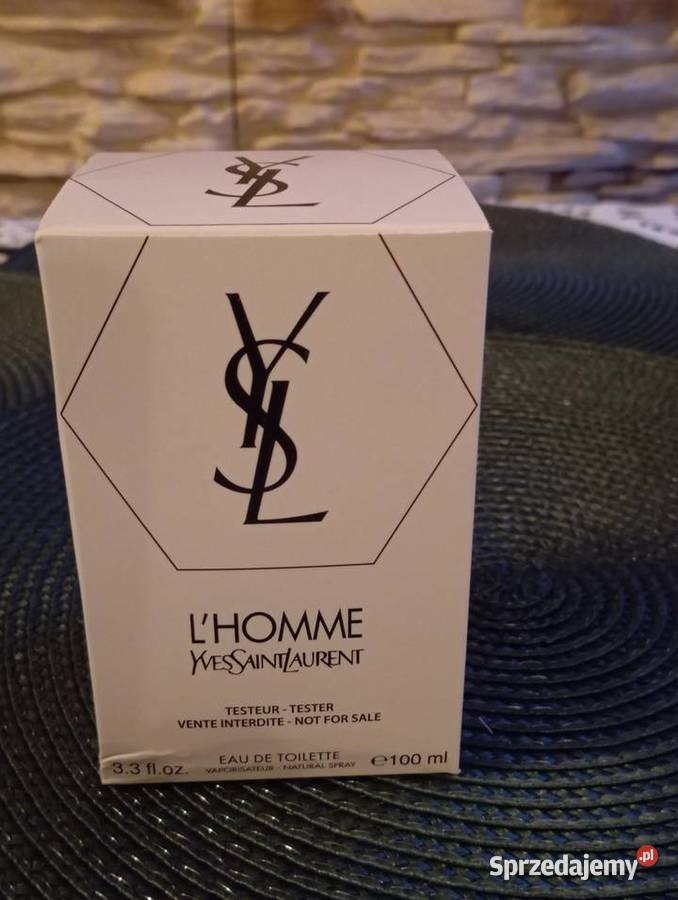 YSL
YSL
L'HOMME
YVESSAINTLAURENT
TESTEUR - TESTER
VENTE INTERDITE - NOT FOR SALE
EAU DE TOILETTE
VAPORISATEUR - NATURAL SPRAY
3.3 fl.oz. ℮100 ml
Sprzedajemy.pl